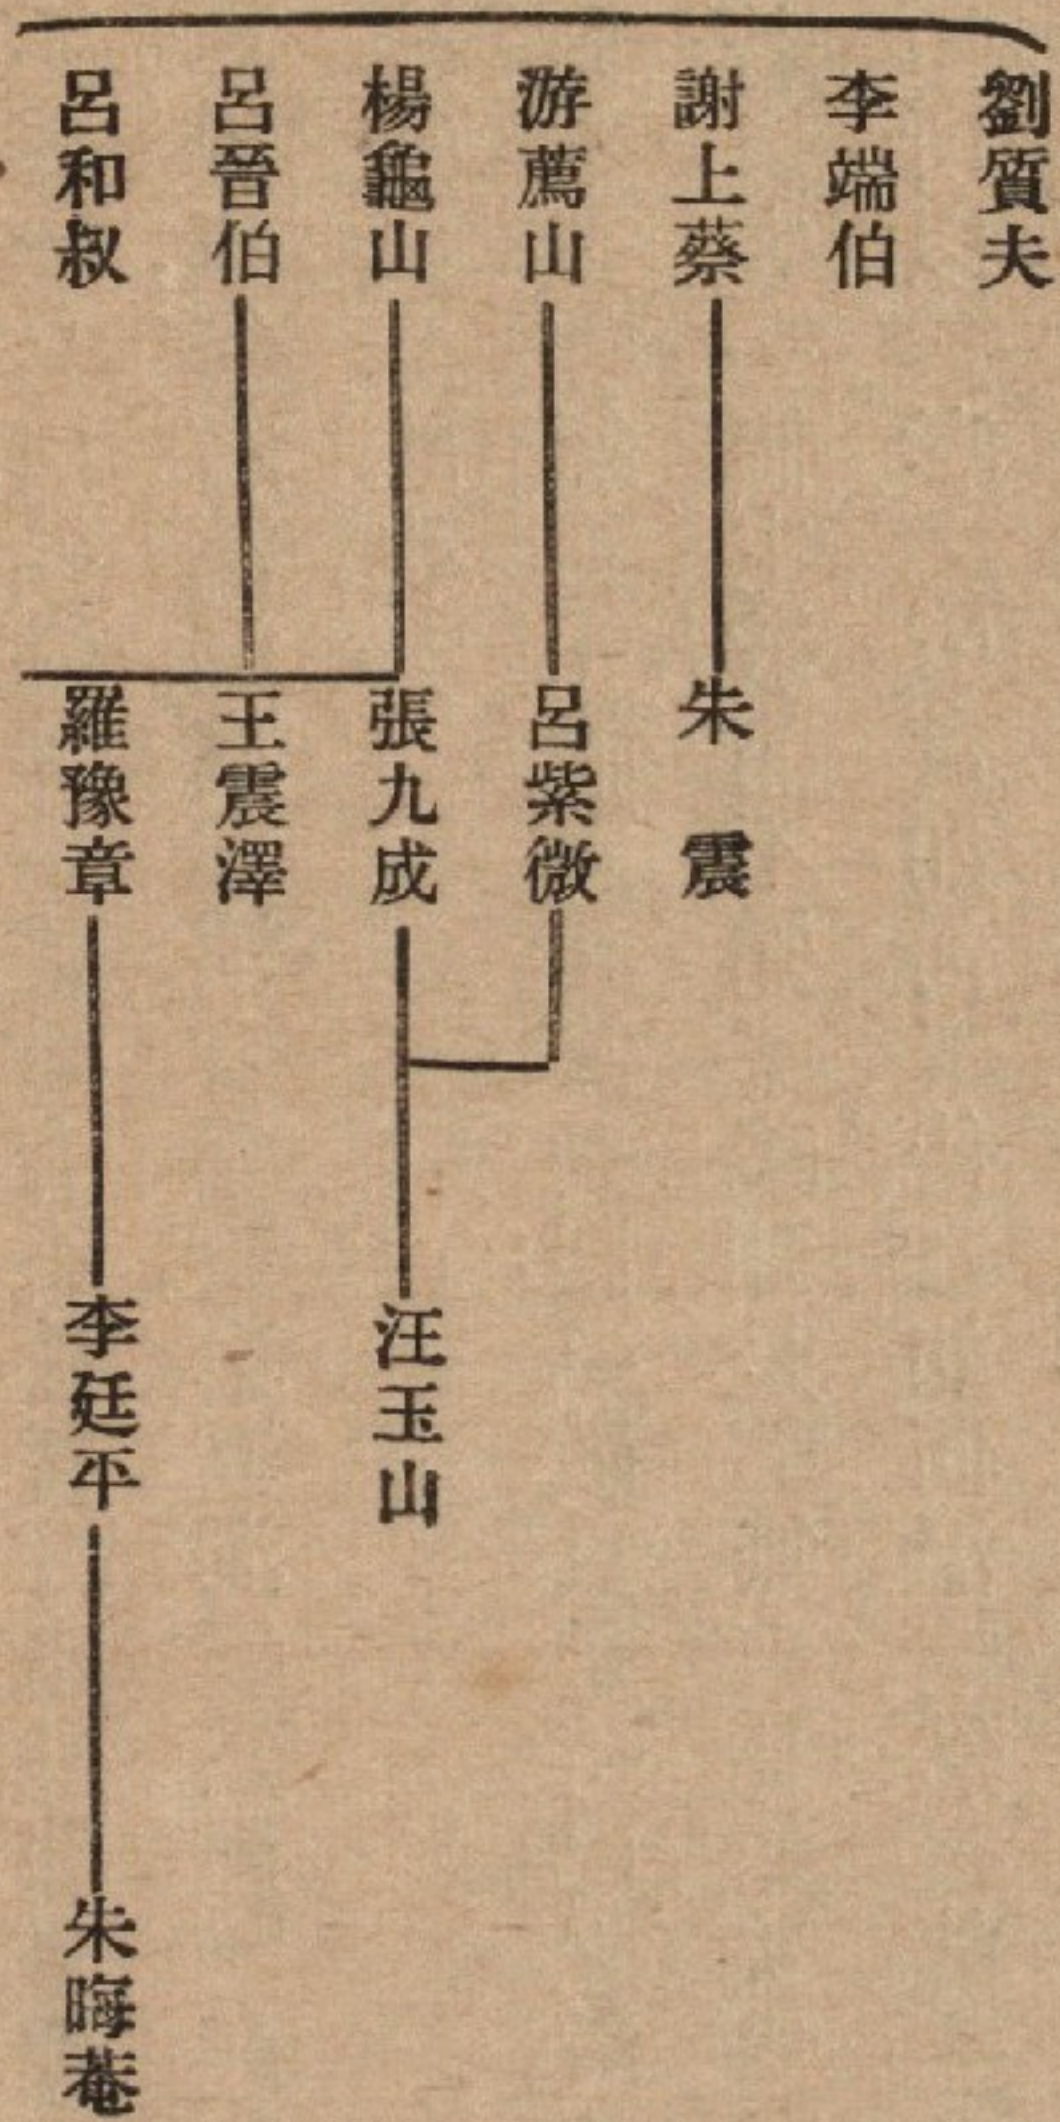 劉質夫
李端伯
謝上蔡
朱震
游薦山
呂紫微
楊龜山
張九成
汪玉山
呂晉伯
王震澤
呂和叔
羅豫章
李廷平
朱晦菴